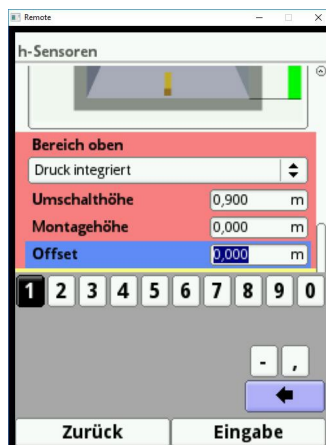 Remote
h-Sensoren
Bereich oben
Druck integriert
Umschalthöhe 0,900 m
Montagehöhe 0,000 m
Offset 0,000 m
1 2 3 4 5 6 7 8 9 0
- ,
Zurück Eingabe